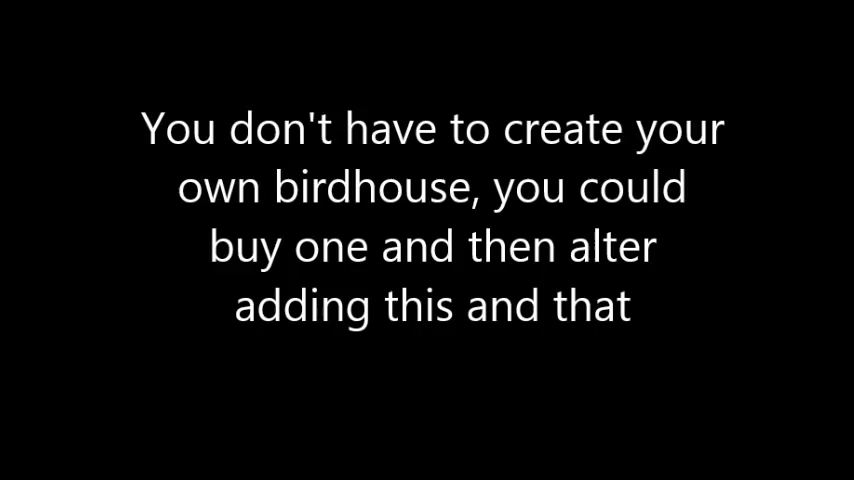 You don't have to create your
own birdhouse, you could
buy one and then alter
adding this and that